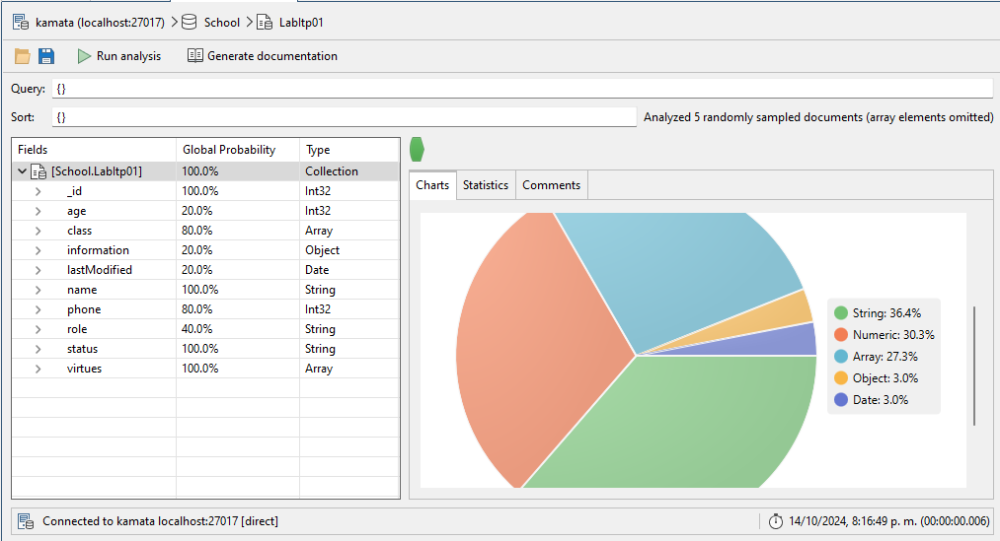 kamata (localhost:27017) School Labltp01
Run analysis Generate documentation
Query: {}
Sort: {} Analyzed 5 randomly sampled documents (array elements omitted)
Fields Global Probability Type
[School.Labltp01] 100.0% Collection
_id 100.0% Int32
age 20.0% Int32
class 80.0% Array
information 20.0% Object
lastModified 20.0% Date
name 100.0% String
phone 80.0% Int32
role 40.0% String
status 100.0% String
virtues 100.0% Array
Charts Statistics Comments
String: 36.4%
Numeric: 30.3%
Array: 27.3%
Object: 3.0%
Date: 3.0%
Connected to kamata localhost:27017 [direct] 14/10/2024, 8:16:49 p. m. (00:00:00.006)